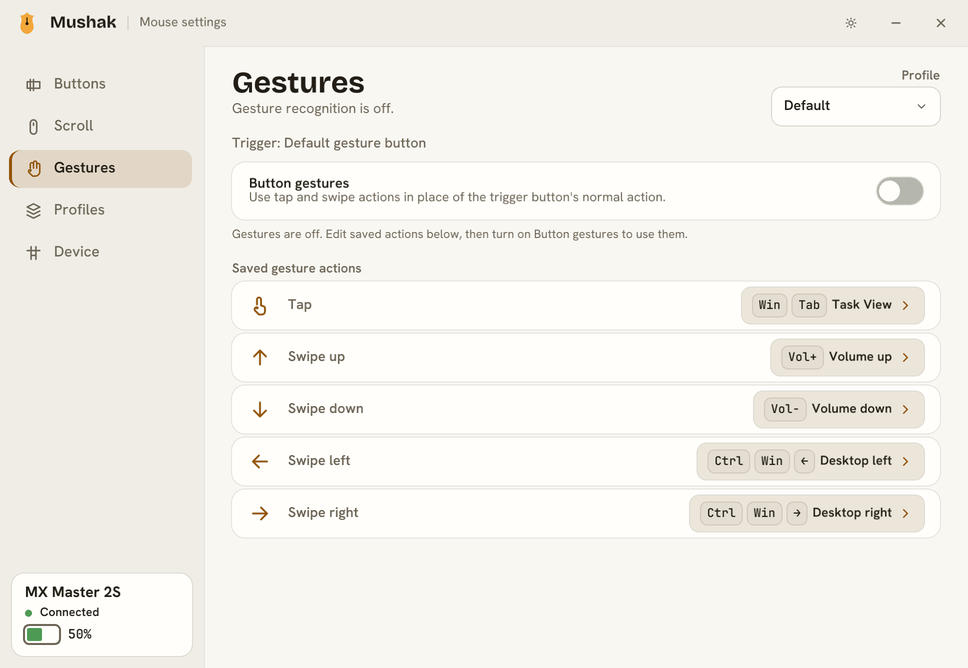 Mushak | Mouse settings
Buttons
Scroll
Gestures
Profiles
Device
MX Master 2S
Connected
50%
Gestures
Gesture recognition is off.
Profile
Default
Trigger: Default gesture button
Button gestures
Use tap and swipe actions in place of the trigger button's normal action.
Gestures are off. Edit saved actions below, then turn on Button gestures to use them.
Saved gesture actions
Tap Win Tab Task View
Swipe up Vol+ Volume up
Swipe down Vol- Volume down
Swipe left Ctrl Win ← Desktop left
Swipe right Ctrl Win → Desktop right